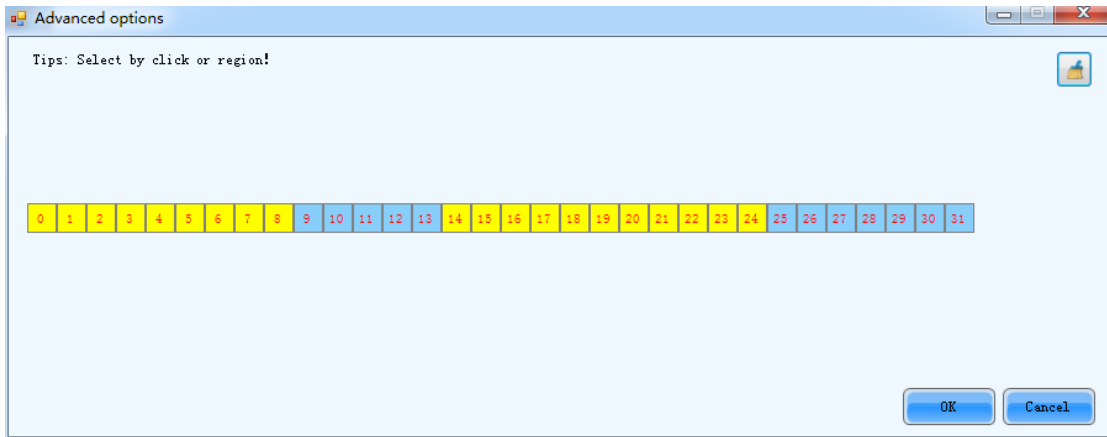 Advanced options
Tips: Select by click or region!
0 1 2 3 4 5 6 7 8 9 10 11 12 13 14 15 16 17 18 19 20 21 22 23 24 25 26 27 28 29 30 31
OK Cancel